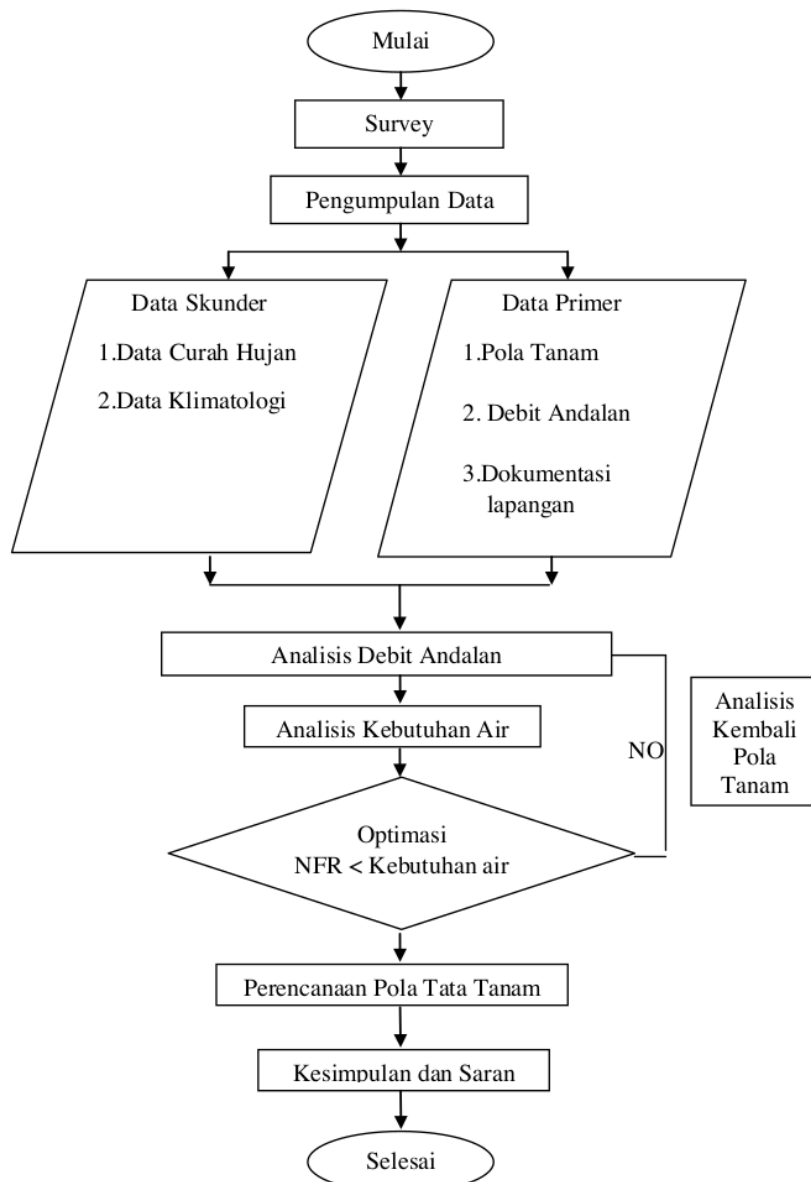 Mulai
Survey
Pengumpulan Data
Data Skunder
1.Data Curah Hujan
2.Data Klimatologi
Data Primer
1.Pola Tanam
2. Debit Andalan
3.Dokumentasi
lapangan
Analisis Debit Andalan
Analisis Kebutuhan Air
NO
Analisis
Kembali
Pola
Tanam
Optimasi
NFR < Kebutuhan air
Perencanaan Pola Tata Tanam
Kesimpulan dan Saran
Selesai